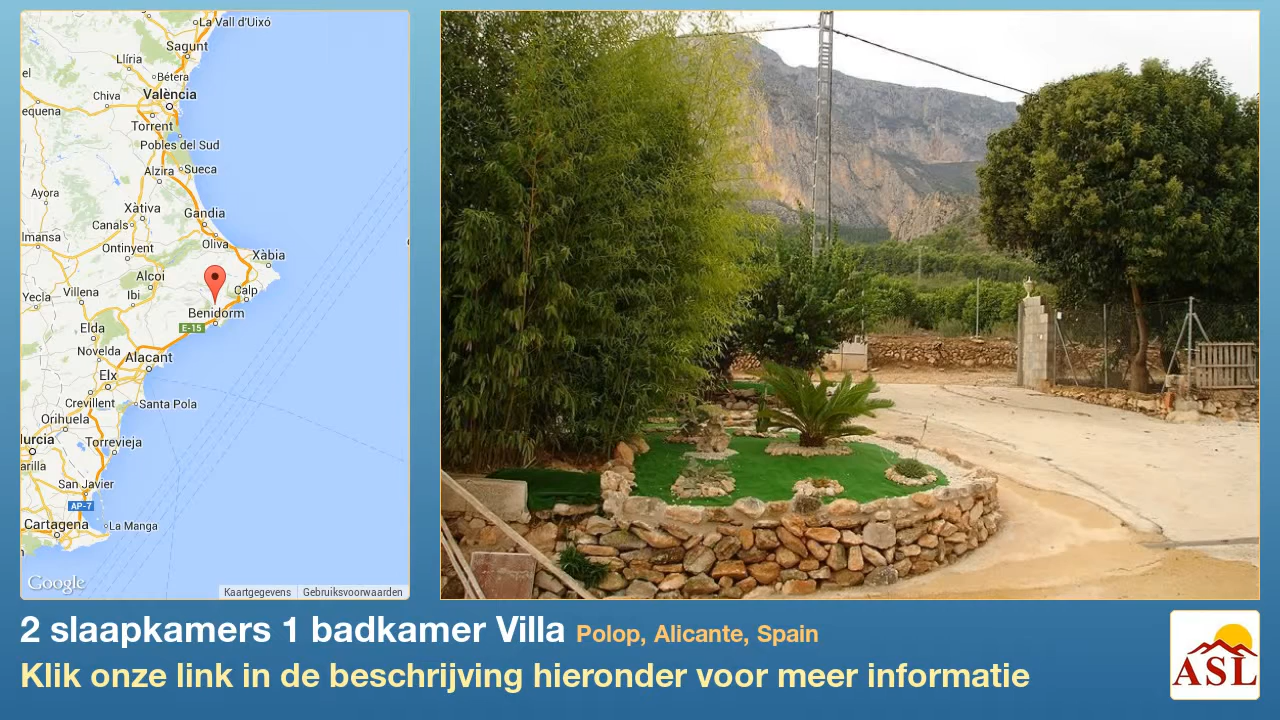 La Vall d'Uixó
Sagunt
Llíria
Bétera
el
Chiva
València
equena
Torrent
Pobles del Sud
Alzira
Sueca
Ayora
Xàtiva
Gandia
Canals
lmansa
Ontinyent
Oliva
Xàbia
Alcoi
Calp
Yecla
Villena
Ibi
Benidorm
E-15
Elda
Novelda
Alacant
Elx
Crevillent
Santa Pola
Orihuela
lurcia
Torrevieja
arilla
San Javier
AP-7
Cartagena
La Manga
n
Google
Kaartgegevens
Gebruiksvoorwaarden
2 slaapkamers 1 badkamer Villa Polop, Alicante, Spain
Klik onze link in de beschrijving hieronder voor meer informatie
ASL